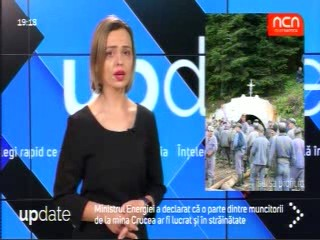 19:18
ncn
update
legi rapid ce
Înțele
update
Ministrul Energiei a declarat că o parte dintre muncitorii
de la mina Crucea ar fi lucrat și în străinătate